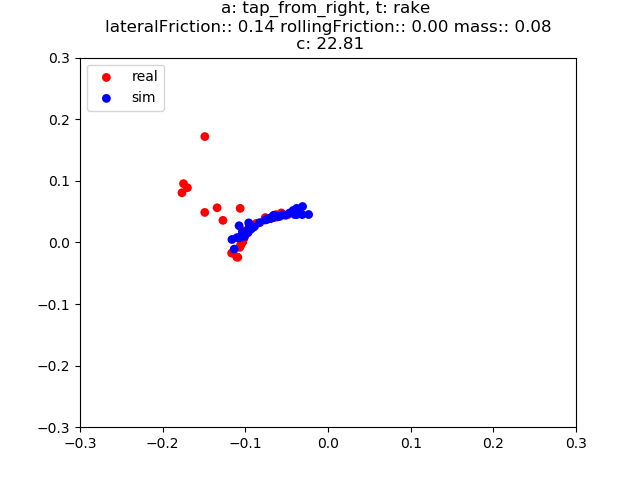 a: tap_from_right, t: rake
lateralFriction:: 0.14 rollingFriction:: 0.00 mass:: 0.08
c: 22.81
0.3
real
sim
0.2
0.1
0.0
−0.1
−0.2
−0.3
−0.3
−0.2
−0.1
0.0
0.1
0.2
0.3